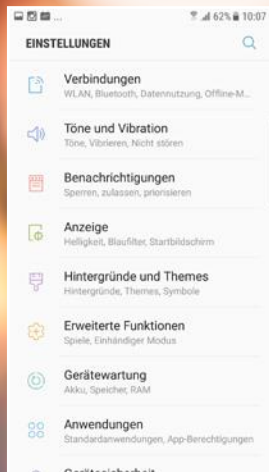 ... 62% 10:07
EINSTELLUNGEN
Verbindungen
WLAN, Bluetooth, Datennutzung, Offline-M...
Töne und Vibration
Töne, Vibrieren, Nicht stören
Benachrichtigungen
Sperren, zulassen, priorisieren
Anzeige
Helligkeit, Blaufilter, Startbildschirm
Hintergründe und Themes
Hintergründe, Themes, Symbole
Erweiterte Funktionen
Spiele, Einhändiger Modus
Gerätewartung
Akku, Speicher, RAM
Anwendungen
Standardanwendungen, App-Berechtigungen